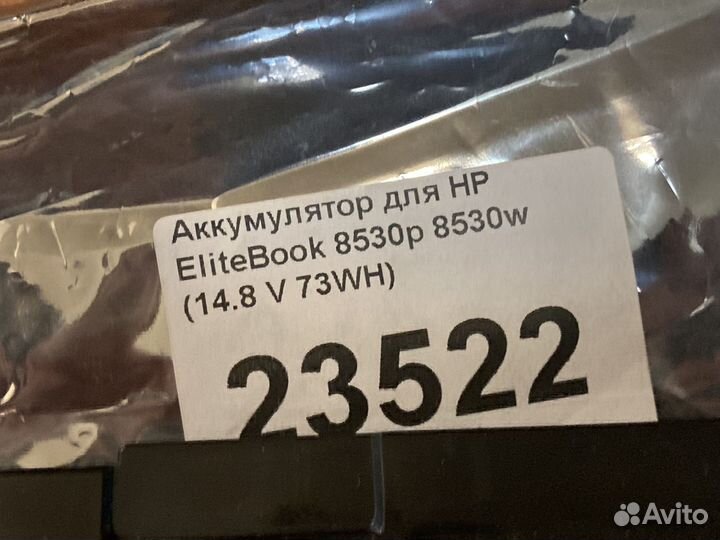 Аккумулятор для HP
EliteBook 8530p 8530w
(14.8 V 73WH)
23522
Avito